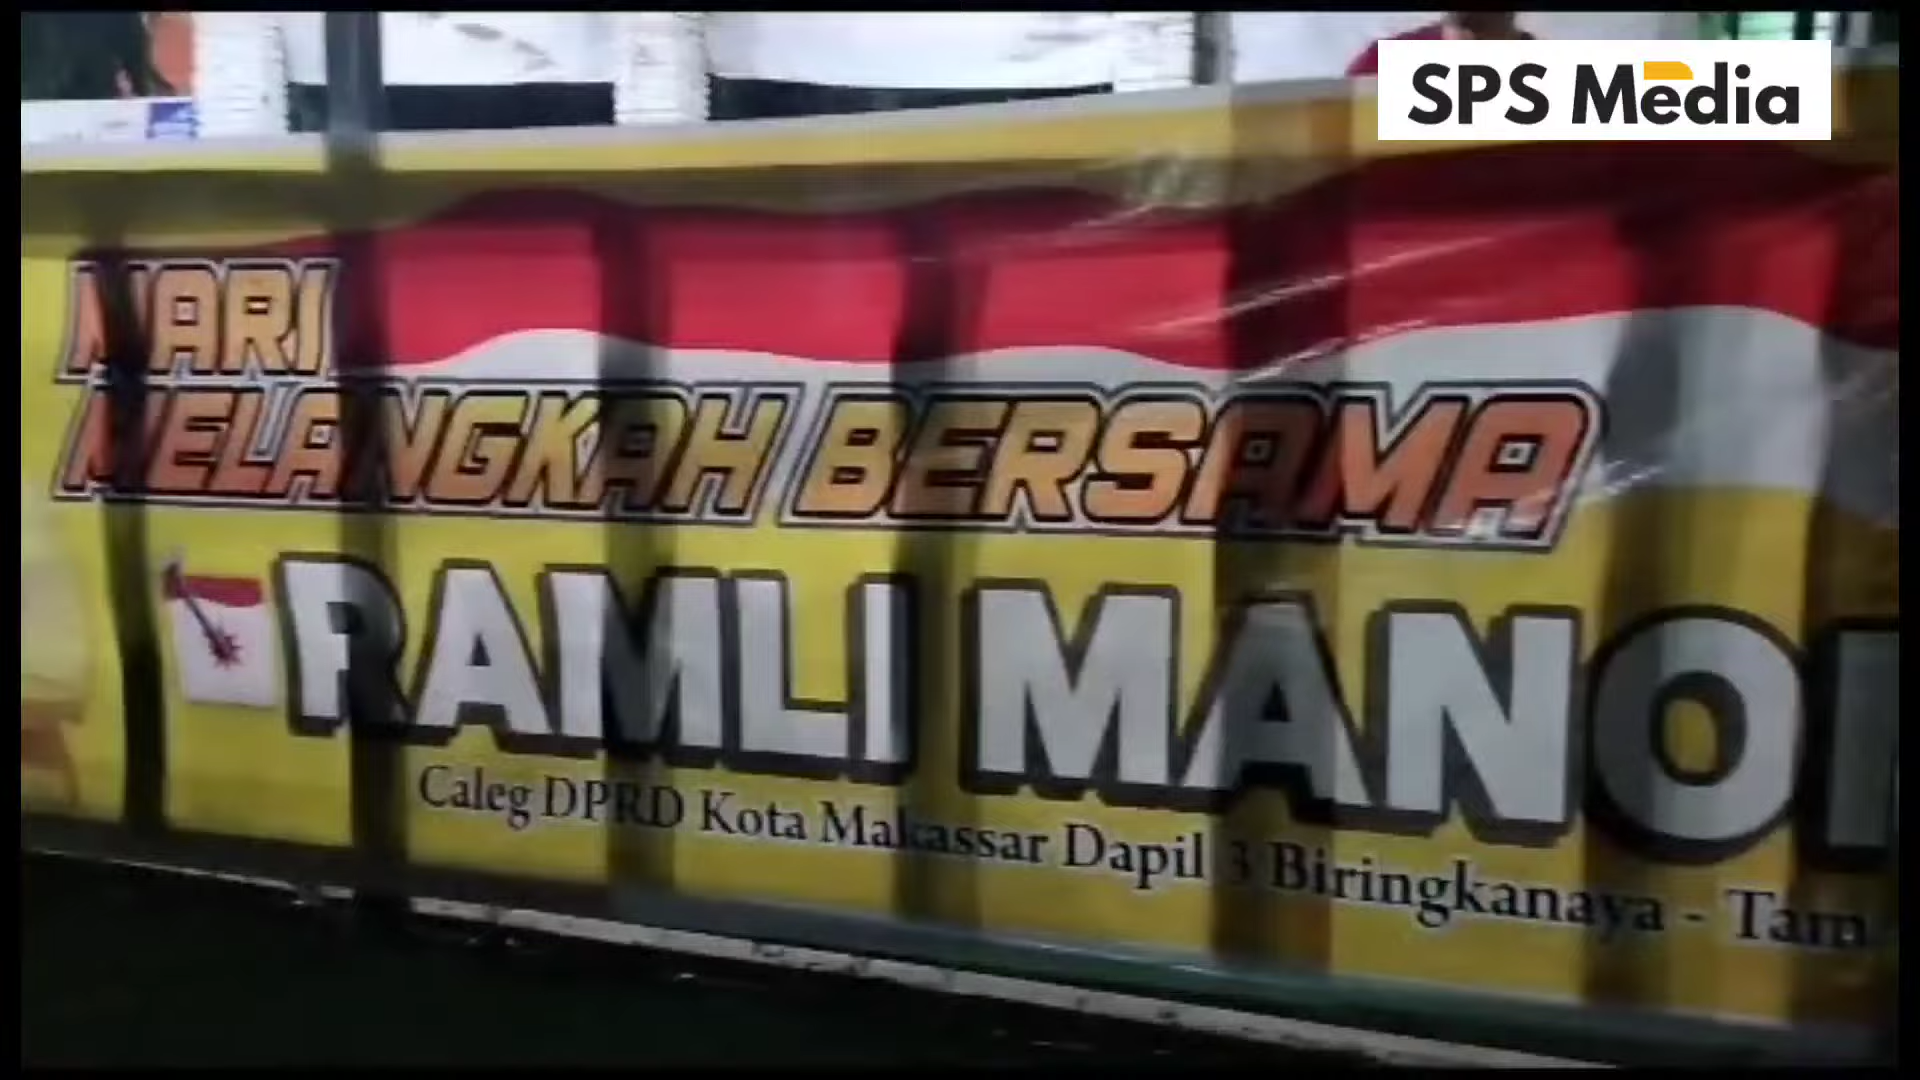 SPS Media
MARI
MELANGKAH BERSAMA
RAMLI MANO
Caleg DPRD Kota Makassar Dapil 3 Biringkanaya - Tam